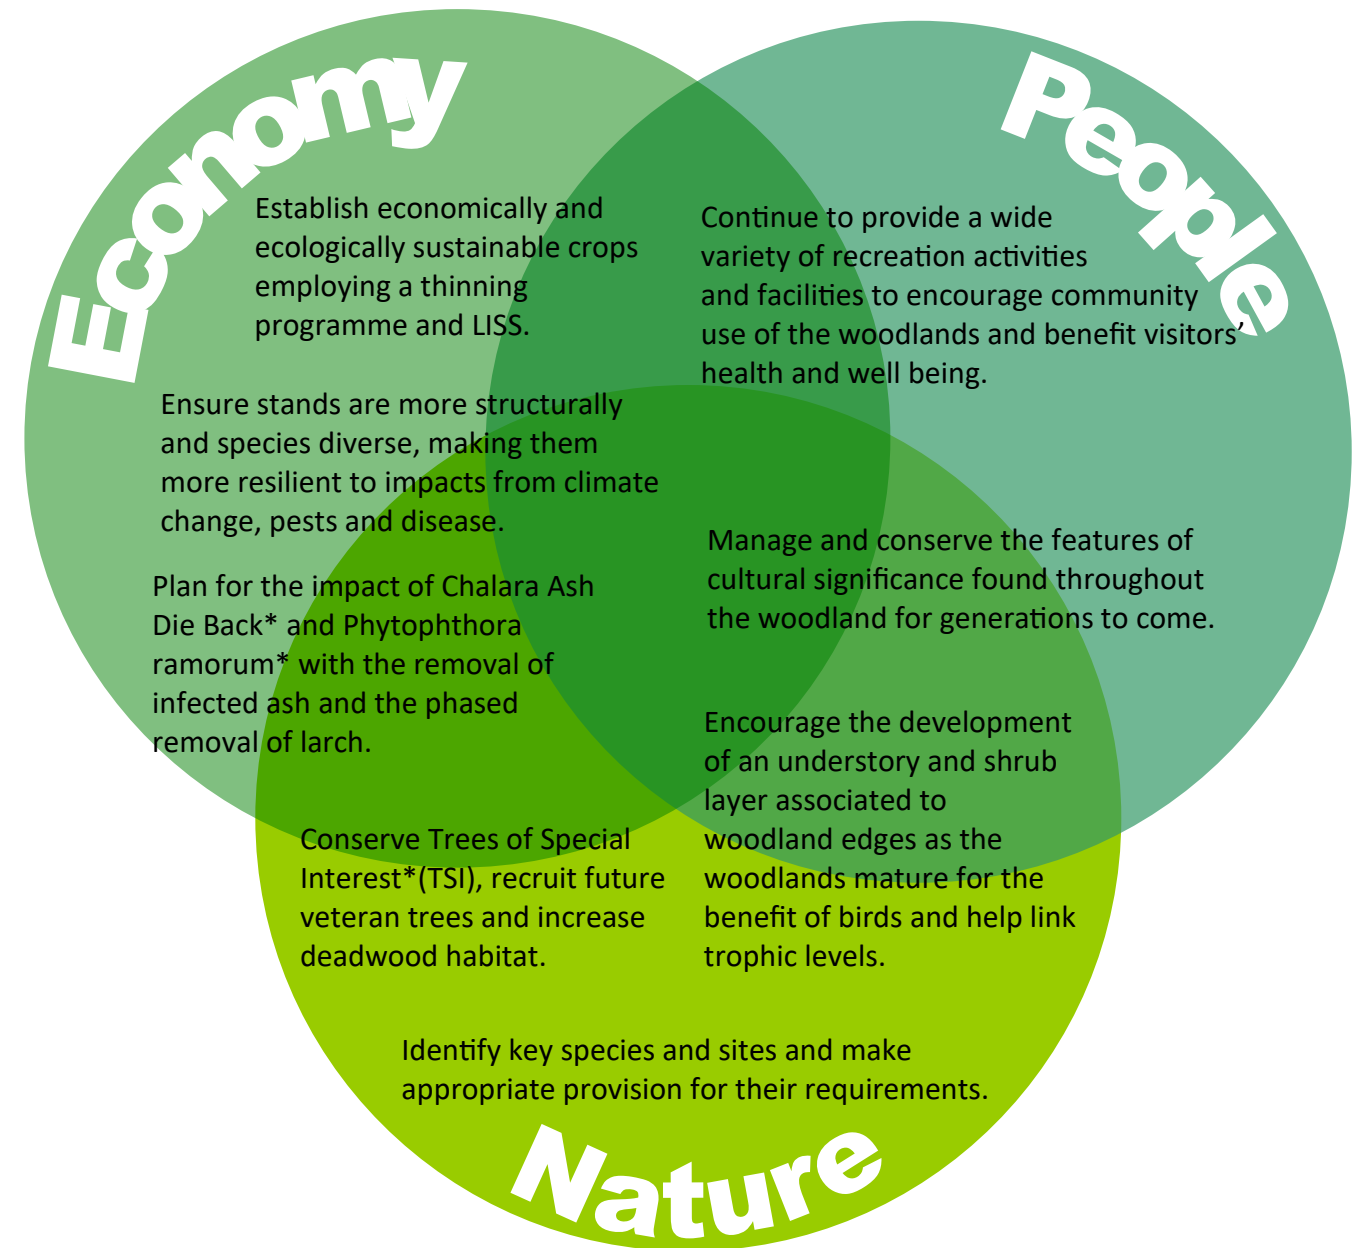 Economy
Establish economically and
ecologically sustainable crops
employing a thinning
programme and LISS.
Ensure stands are more structurally
and species diverse, making them
more resilient to impacts from climate
change, pests and disease.
Plan for the impact of Chalara Ash
Die Back* and Phytophthora
ramorum* with the removal of
infected ash and the phased
removal of larch.
People
Continue to provide a wide
variety of recreation activities
and facilities to encourage community
use of the woodlands and benefit visitors’
health and well being.
Manage and conserve the features of
cultural significance found throughout
the woodland for generations to come.
Encourage the development
of an understory and shrub
layer associated to
woodland edges as the
woodlands mature for the
benefit of birds and help link
trophic levels.
Conserve Trees of Special
Interest*(TSI), recruit future
veteran trees and increase
deadwood habitat.
Identify key species and sites and make
appropriate provision for their requirements.
Nature